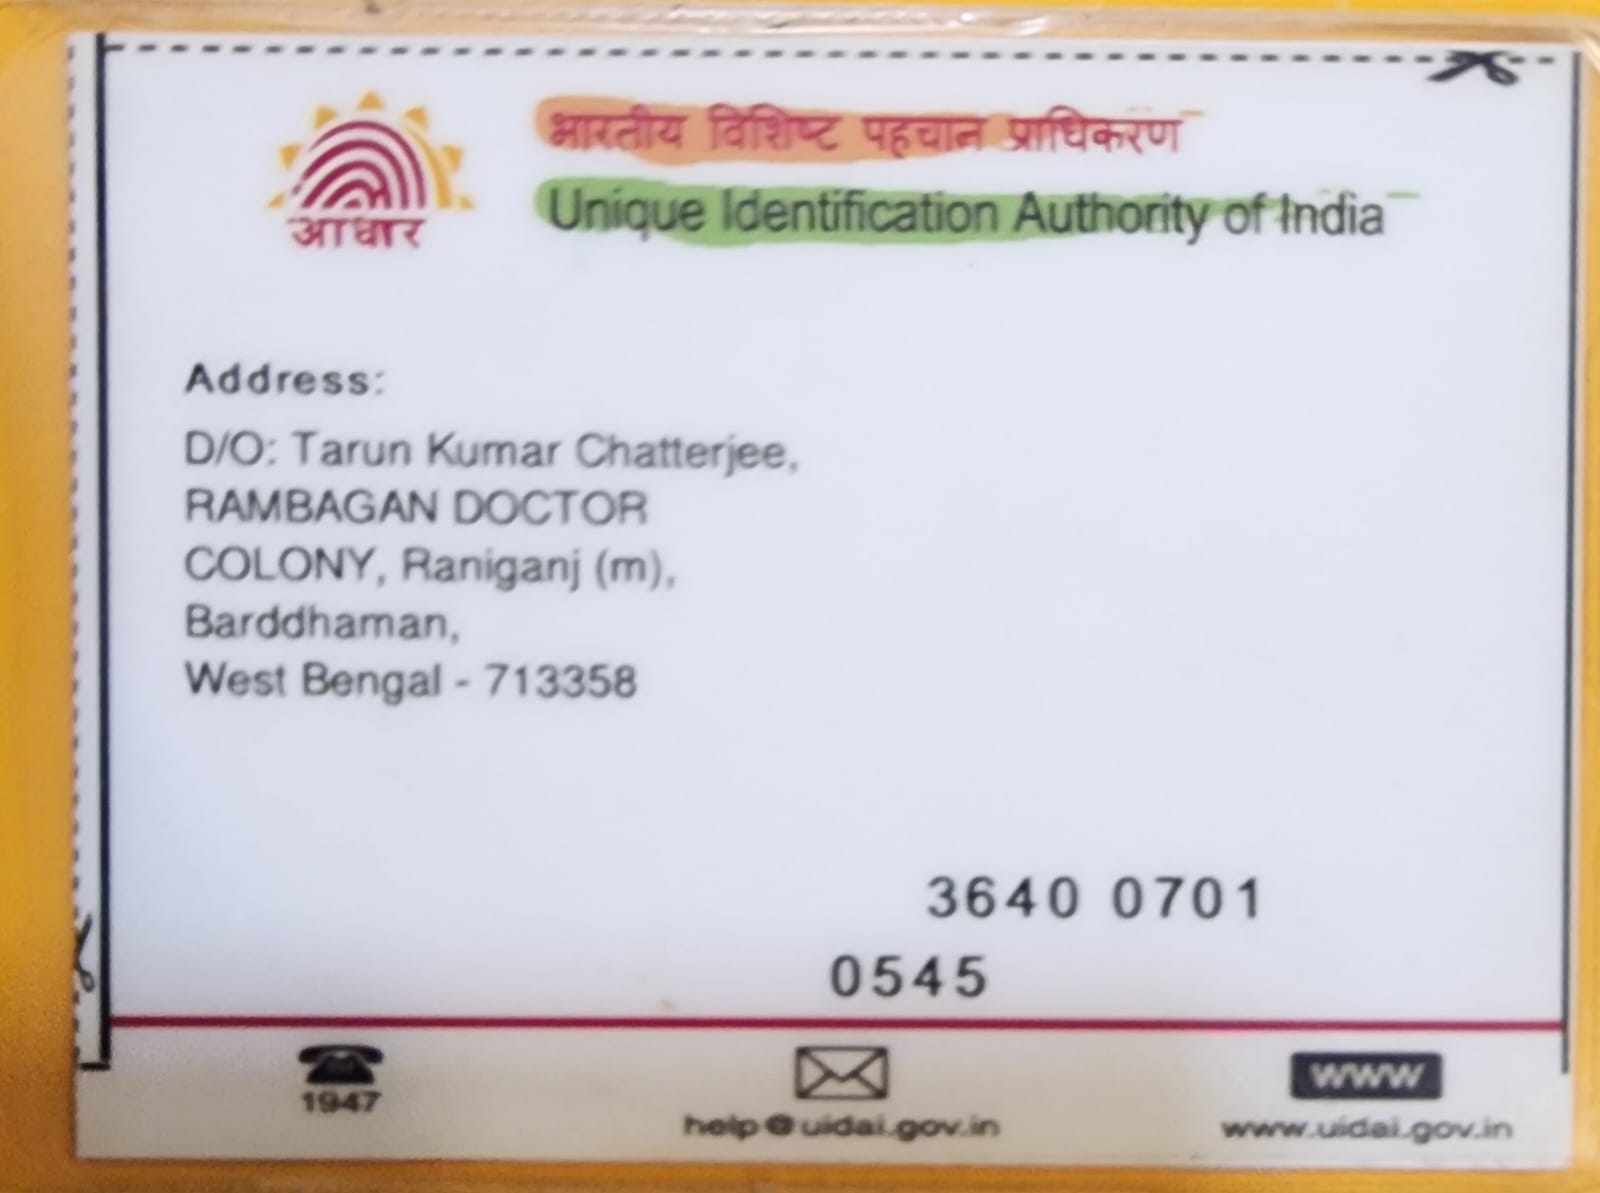 भारतीय विशिष्ट पहचान प्राधिकरण
Unique Identification Authority of India
आधार
Address:
D/O: Tarun Kumar Chatterjee,
RAMBAGAN DOCTOR
COLONY, Raniganj (m),
Barddhaman,
West Bengal - 713358
3640 0701
0545
1947
help@uidai.gov.in
WWW
www.uidai.gov.in